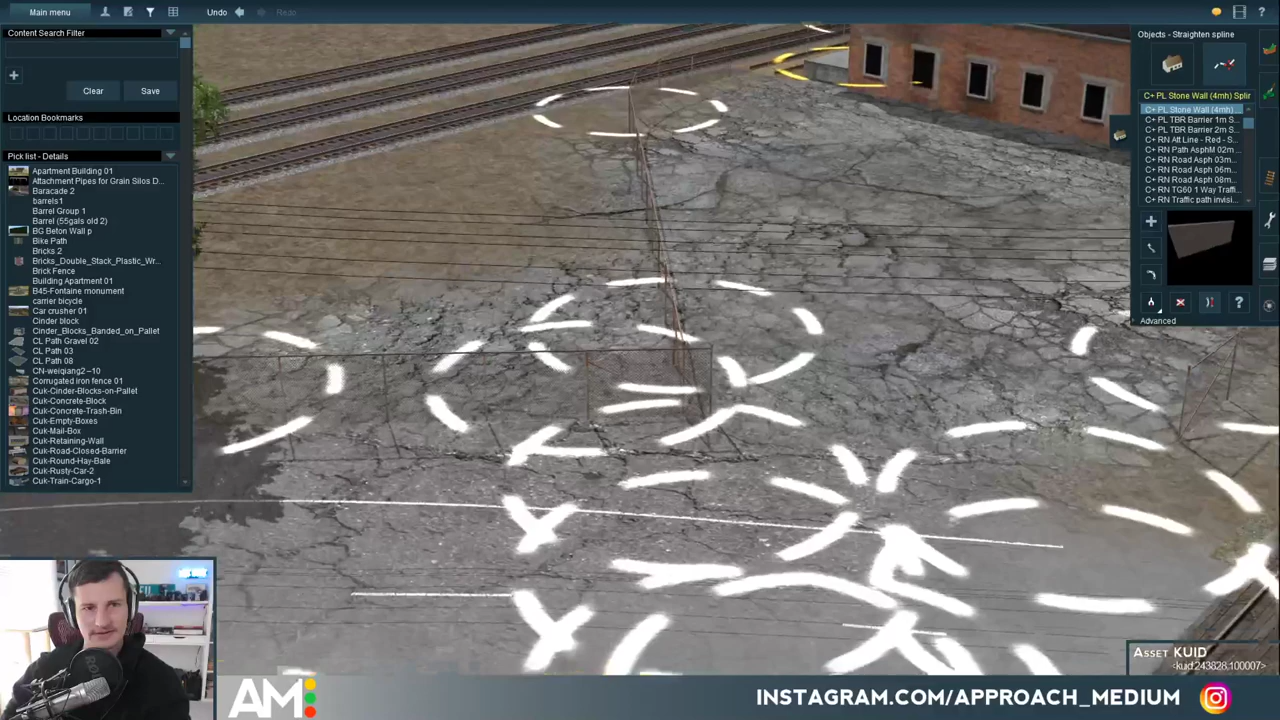 Main menu
Undo
Redo
Content Search Filter
Clear
Save
Location Bookmarks
Pick list - Details
Apartment Building 01
Attachment Pipes for Grain Silos D...
Baracade 2
barrels1
Barrel Group 1
Barrel (55gals old 2)
BG Beton Wall p
Bike Path
Bricks 2
Bricks_Double_Stack_Plastic_Wr...
Brick Fence
Building Apartment 01
B45-Fontaine monument
carrier bicycle
Car crusher 01
Cinder block
Cinder_Blocks_Banded_on_Pallet
CL Path Gravel 02
CL Path 03
CL Path 08
CN-weiqiang2--10
Corrugated iron fence 01
Cuk-Cinder-Blocks-on-Pallet
Cuk-Concrete-Block
Cuk-Concrete-Trash-Bin
Cuk-Empty-Boxes
Cuk-Mail-Box
Cuk-Retaining-Wall
Cuk-Road-Closed-Barrier
Cuk-Round-Hay-Bale
Cuk-Rusty-Car-2
Cuk-Train-Cargo-1
Objects - Straighten spline
C+ PL Stone Wall (4mh) Splir
C+ PL Stone Wall (4mh)...
C+ PL TBR Barrier 1m S...
C+ PL TBR Barrier 2m S...
C+ RN Att Line - Red - S...
C+ RN Path AsphM 02m...
C+ RN Road Asph 03m...
C+ RN Road Asph 06m...
C+ RN Road Asph 08m...
C+ RN TG60 1 Way Traffi...
C+ RN Traffic path invisi...
Advanced
ASSET KUID
<kuid:243828:100007>
AM
INSTAGRAM.COM/APPROACH_MEDIUM